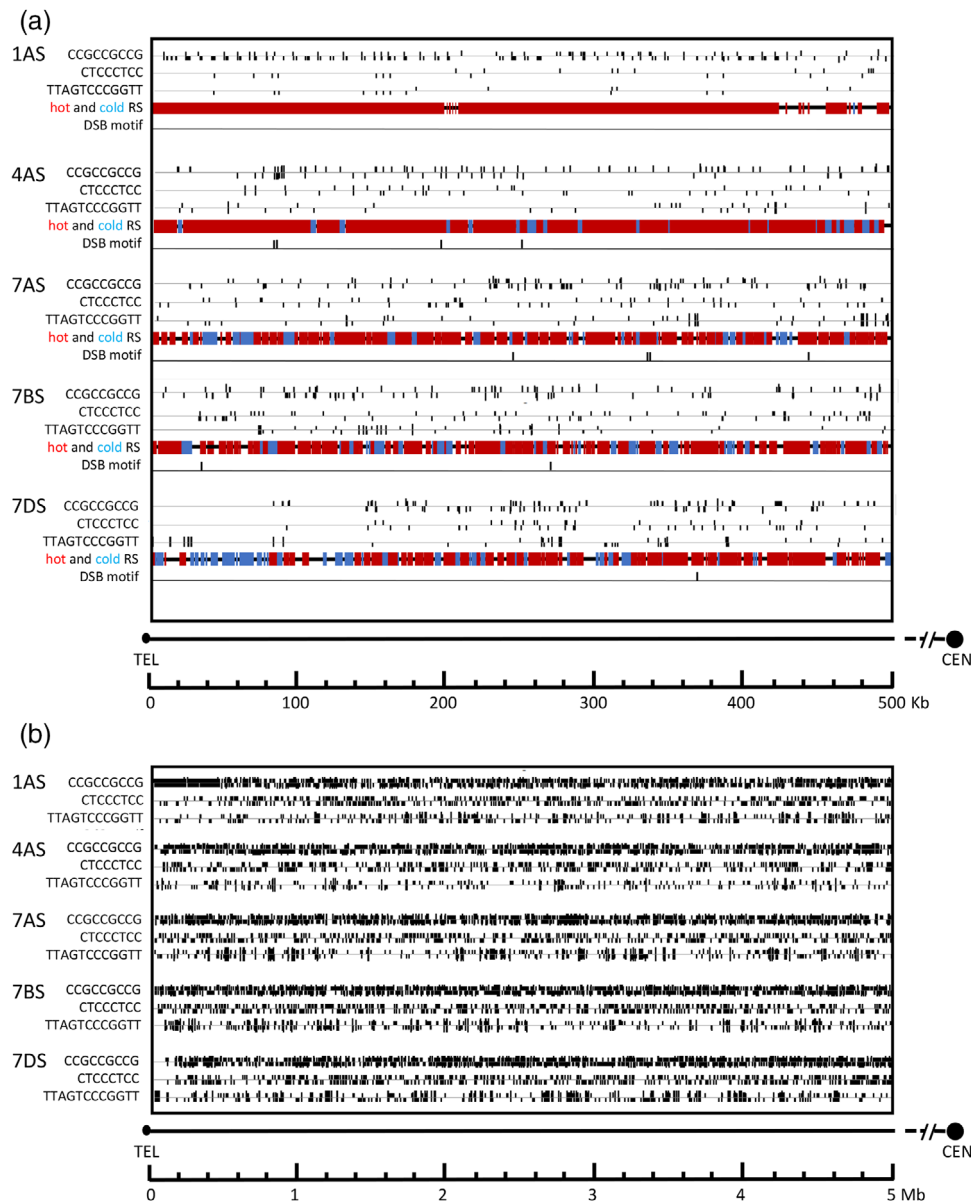 (a)
1AS CCGCCGCCG
CTCCCTCC
TTAGTCCCGGTT
hot and cold RS
DSB motif
4AS CCGCCGCCG
CTCCCTCC
TTAGTCCCGGTT
hot and cold RS
DSB motif
7AS CCGCCGCCG
CTCCCTCC
TTAGTCCCGGTT
hot and cold RS
DSB motif
7BS CCGCCGCCG
CTCCCTCC
TTAGTCCCGGTT
hot and cold RS
DSB motif
7DS CCGCCGCCG
CTCCCTCC
TTAGTCCCGGTT
hot and cold RS
DSB motif
TEL CEN
0 100 200 300 400 500 Kb
(b)
1AS CCGCCGCCG
CTCCCTCC
TTAGTCCCGGTT
4AS CCGCCGCCG
CTCCCTCC
TTAGTCCCGGTT
7AS CCGCCGCCG
CTCCCTCC
TTAGTCCCGGTT
7BS CCGCCGCCG
CTCCCTCC
TTAGTCCCGGTT
7DS CCGCCGCCG
CTCCCTCC
TTAGTCCCGGTT
TEL CEN
0 1 2 3 4 5 Mb